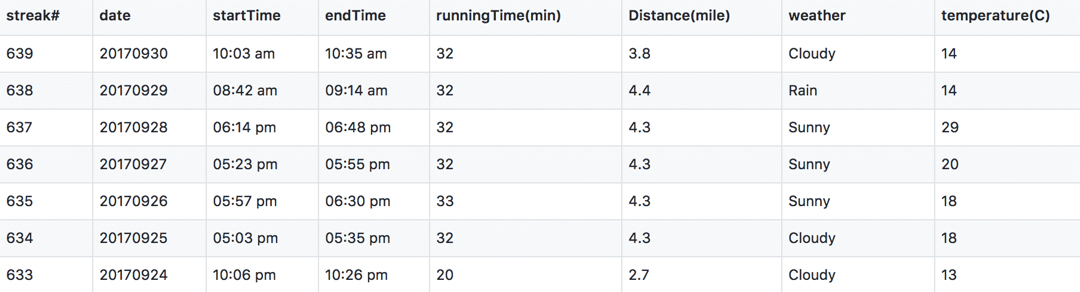 streak# date startTime endTime runningTime(min) Distance(mile) weather temperature(C)
639 20170930 10:03 am 10:35 am 32 3.8 Cloudy 14
638 20170929 08:42 am 09:14 am 32 4.4 Rain 14
637 20170928 06:14 pm 06:48 pm 32 4.3 Sunny 29
636 20170927 05:23 pm 05:55 pm 32 4.3 Sunny 20
635 20170926 05:57 pm 06:30 pm 33 4.3 Sunny 18
634 20170925 05:03 pm 05:35 pm 32 4.3 Cloudy 18
633 20170924 10:06 pm 10:26 pm 20 2.7 Cloudy 13